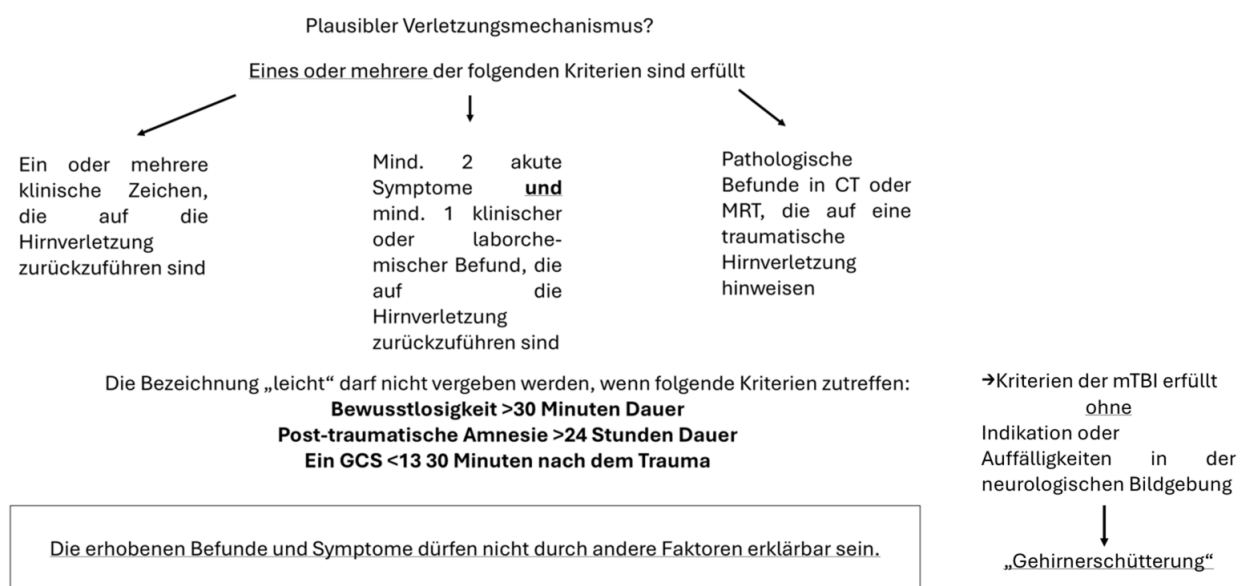 Plausibler Verletzungsmechanismus?
Eines oder mehrere der folgenden Kriterien sind erfüllt
Ein oder mehrere
klinische Zeichen,
die auf die
Hirnverletzung
zurückzuführen sind
Mind. 2 akute
Symptome und
mind. 1 klinischer
oder laborche-
mischer Befund, die
auf die
Hirnverletzung
zurückzuführen sind
Pathologische
Befunde in CT oder
MRT, die auf eine
traumatische
Hirnverletzung
hinweisen
Die Bezeichnung „leicht“ darf nicht vergeben werden, wenn folgende Kriterien zutreffen:
Bewusstlosigkeit >30 Minuten Dauer
Post-traumatische Amnesie >24 Stunden Dauer
Ein GCS <13 30 Minuten nach dem Trauma
→Kriterien der mTBI erfüllt
ohne
Indikation oder
Auffälligkeiten in der
neurologischen Bildgebung
„Gehirnerschütterung“
Die erhobenen Befunde und Symptome dürfen nicht durch andere Faktoren erklärbar sein.